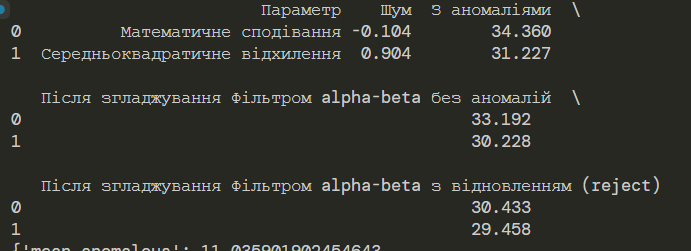 Параметр Шум З аномаліями \
0 Математичне сподівання -0.104 34.360
1 Середньоквадратичне відхилення 0.904 31.227
Після згладжування Фільтром alpha-beta без аномалій \
0 33.192
1 30.228
Після згладжування Фільтром alpha-beta з відновленням (reject)
0 30.433
1 29.458
{'mean_anomalous': 11.035901902454643,